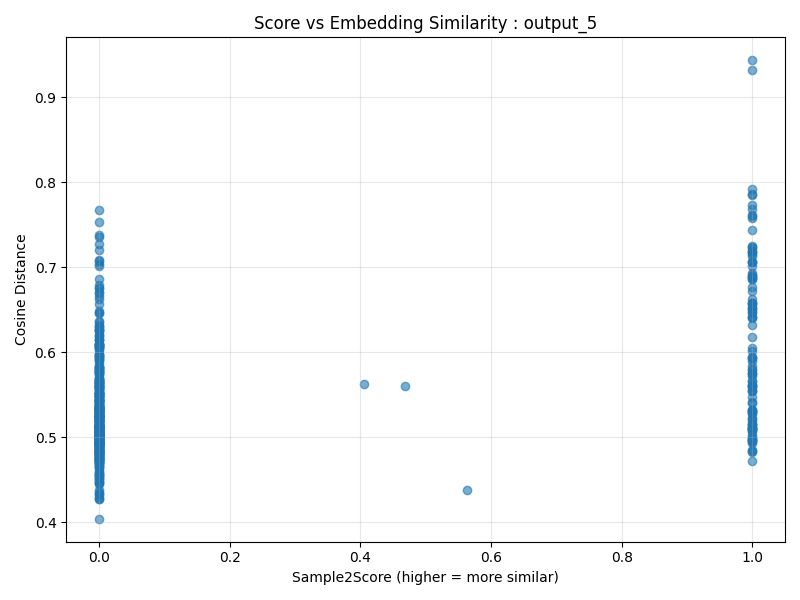 Score vs Embedding Similarity : output_5
Cosine Distance
0.9
0.8
0.7
0.6
0.5
0.4
0.0 0.2 0.4 0.6 0.8 1.0
Sample2Score (higher = more similar)